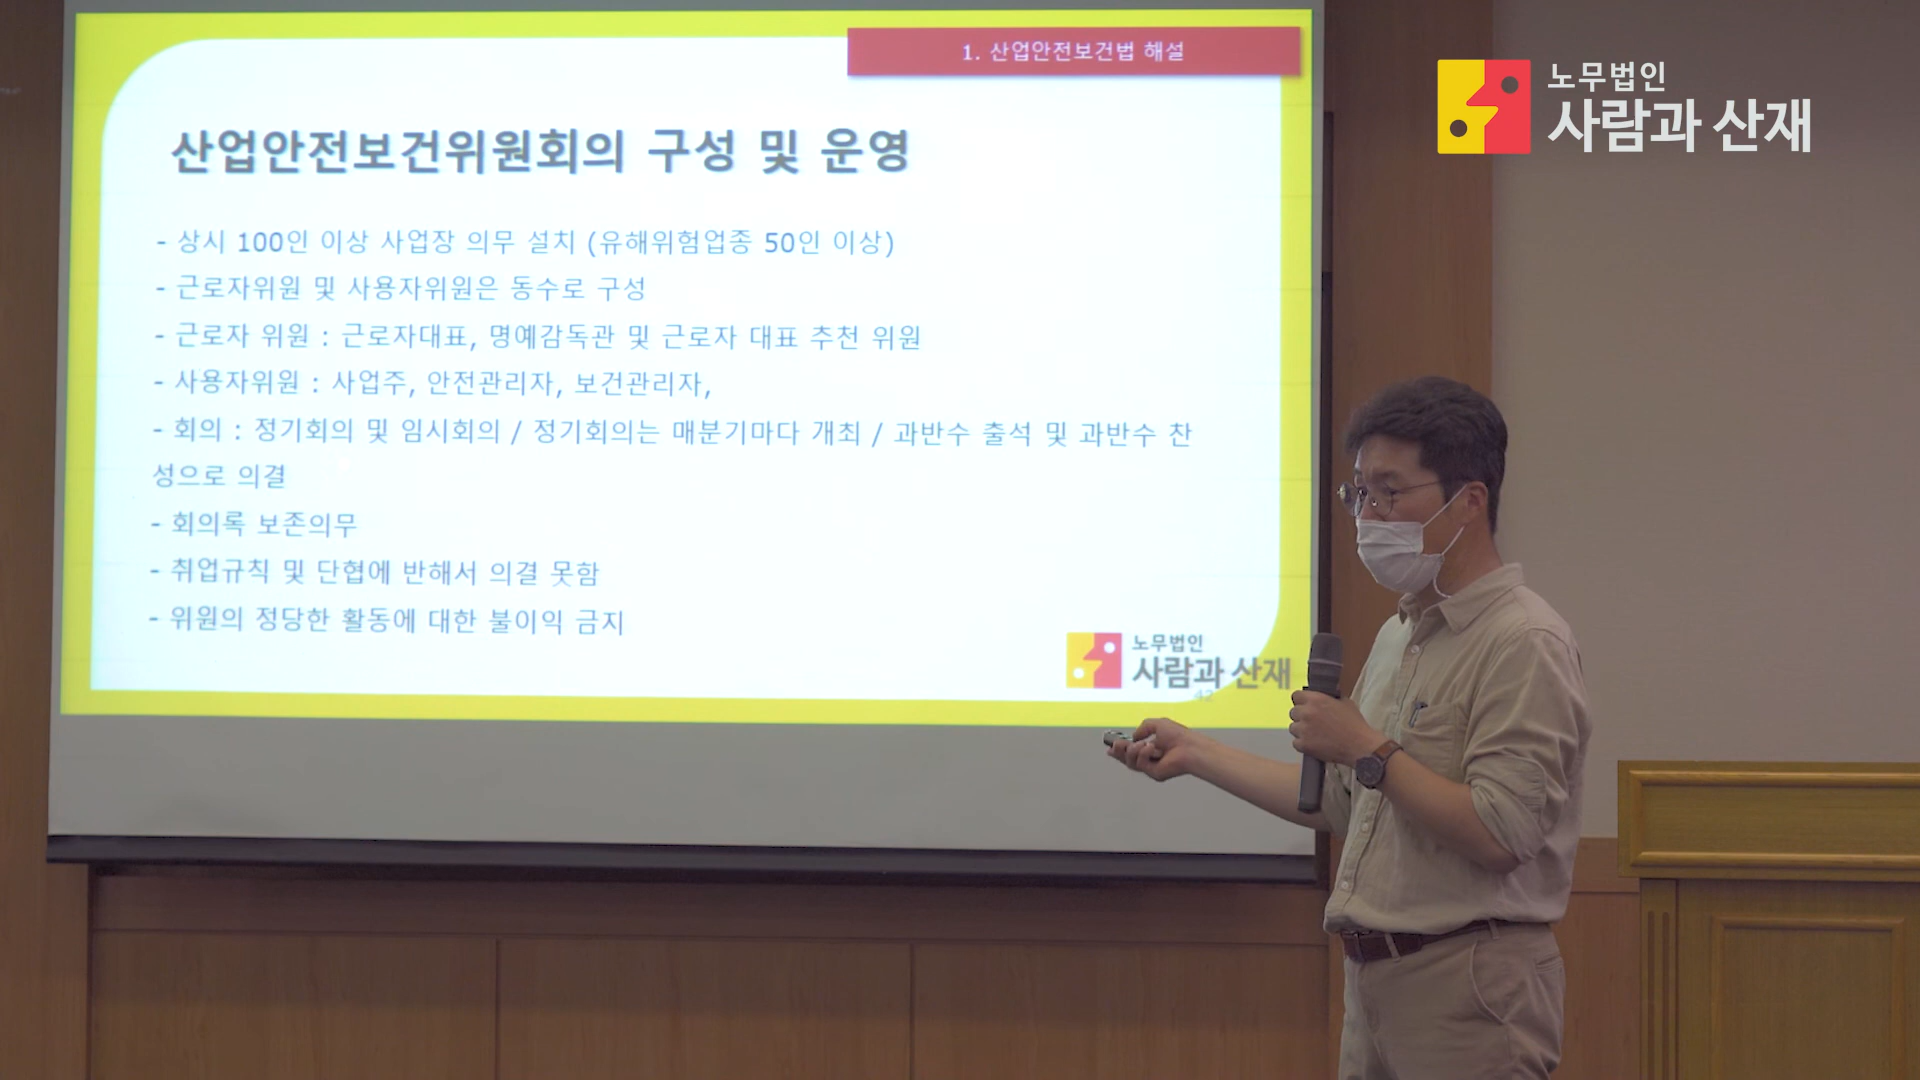 1. 산업안전보건법 해설
노무법인
사람과 산재
산업안전보건위원회의 구성 및 운영
- 상시 100인 이상 사업장 의무 설치 (유해위험업종 50인 이상)
- 근로자위원 및 사용자위원은 동수로 구성
- 근로자 위원 : 근로자대표, 명예감독관 및 근로자 대표 추천 위원
- 사용자위원 : 사업주, 안전관리자, 보건관리자,
- 회의 : 정기회의 및 임시회의 / 정기회의는 매분기마다 개최 / 과반수 출석 및 과반수 찬
성으로 의결
- 회의록 보존의무
- 취업규칙 및 단협에 반해서 의결 못함
- 위원의 정당한 활동에 대한 불이익 금지
노무법인
사람과 산재
42